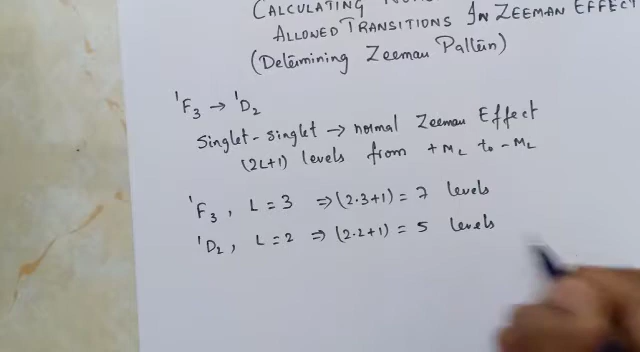 CALCULATING
ALLOWED TRANSITIONS IN ZEEMAN EFFECT
(Determining Zeeman Pattern)
¹F₃ → ¹D₂
Singlet-singlet → normal Zeeman Effect
(2L+1) levels from +M_L to -M_L
¹F₃, L = 3 ⇒ (2·3+1) = 7 levels
¹D₂, L = 2 ⇒ (2·2+1) = 5 levels